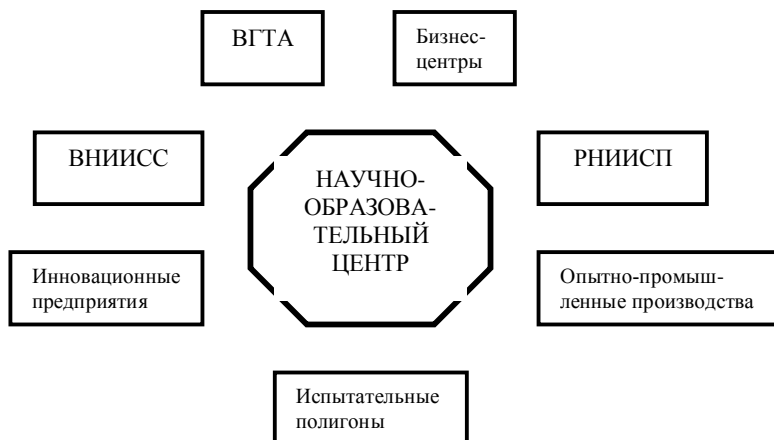 ВГТА
Бизнес-
центры
ВНИИСС
РНИИСП
НАУЧНО-
ОБРАЗОВА-
ТЕЛЬНЫЙ
ЦЕНТР
Инновационные
предприятия
Опытно-промыш-
ленные производства
Испытательные
полигоны